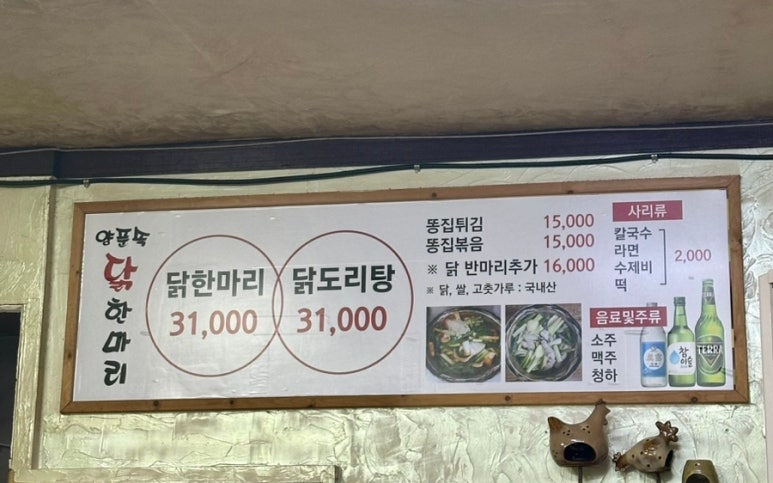 양푼속
닭
한마리
닭한마리
31,000
닭도리탕
31,000
똥집튀김 15,000
똥집볶음 15,000
※ 닭 반마리추가 16,000
※ 닭, 쌀, 고춧가루 : 국내산
사리류
칼국수
라면
수제비
떡
2,000
음료및주류
소주
맥주
청하
참이슬
TERRA